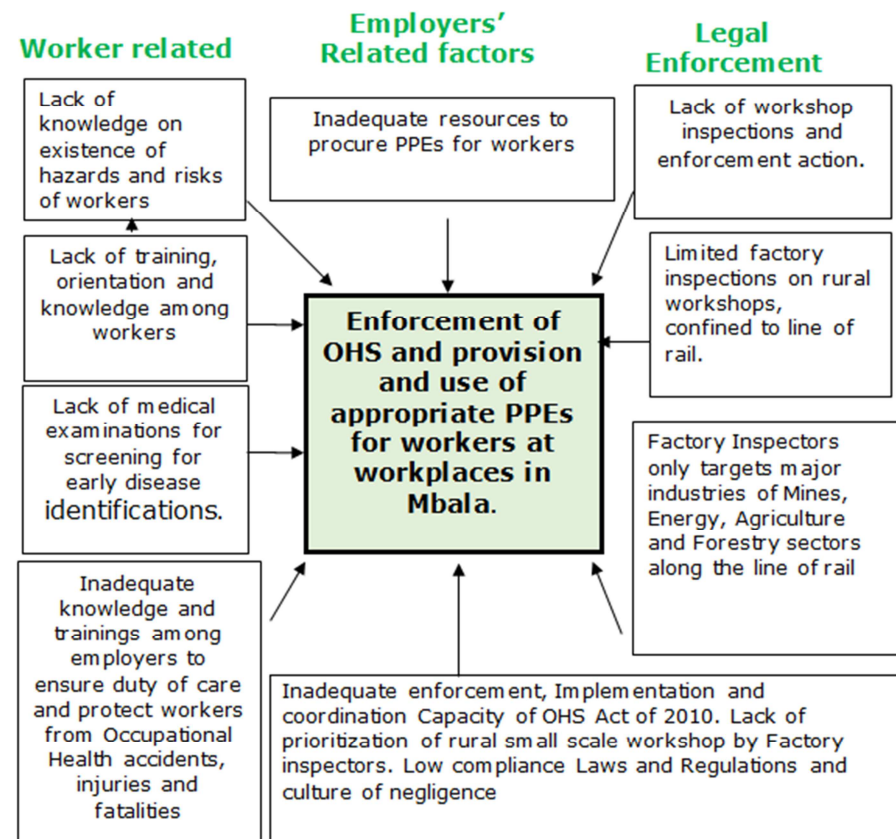 Worker related
Employers'
Related factors
Legal
Enforcement
Lack of
knowledge on
existence of
hazards and risks
of workers
Inadequate resources to
procure PPEs for workers
Lack of workshop
inspections and
enforcement action.
Lack of training,
orientation and
knowledge among
workers
Limited factory
inspections on rural
workshops,
confined to line of
rail.
Enforcement of
OHS and provision
and use of
appropriate PPEs
for workers at
workplaces in
Mbala.
Lack of medical
examinations for
screening for
early disease
identifications.
Factory Inspectors
only targets major
industries of Mines,
Energy, Agriculture
and Forestry sectors
along the line of rail
Inadequate
knowledge and
trainings among
employers to
ensure duty of care
and protect workers
from Occupational
Health accidents,
injuries and
fatalities
Inadequate enforcement, Implementation and
coordination Capacity of OHS Act of 2010. Lack of
prioritization of rural small scale workshop by Factory
inspectors. Low compliance Laws and Regulations and
culture of negligence